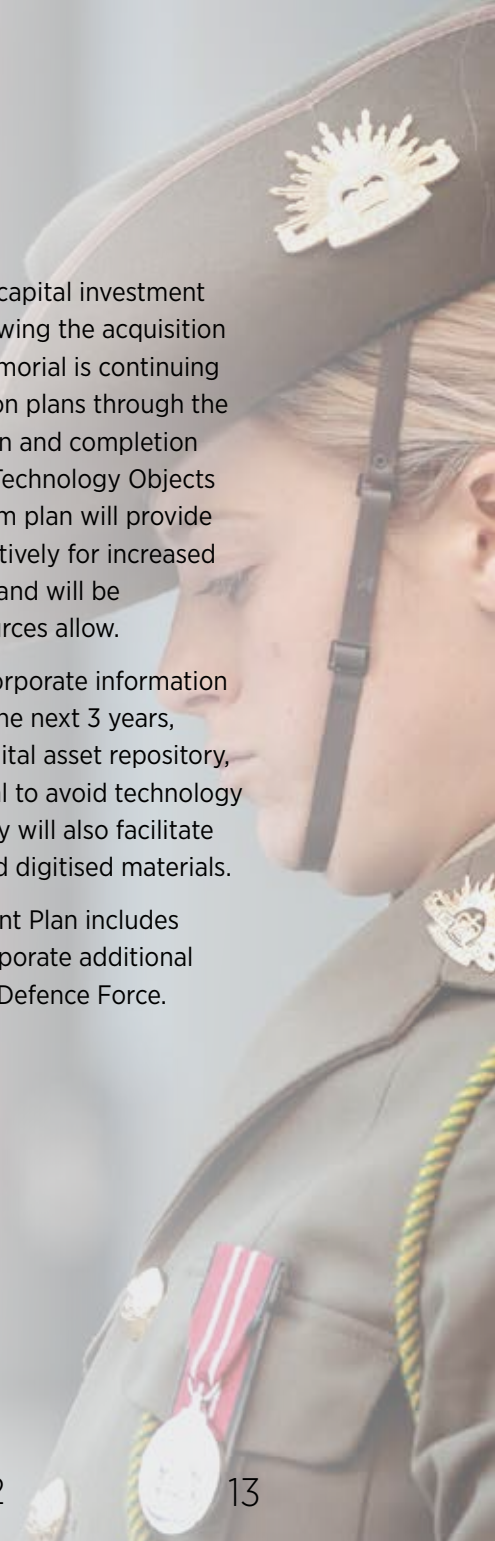 capital investment
wing the acquisition
morial is continuing
on plans through the
n and completion
Technology Objects
m plan will provide
tively for increased
and will be
urces allow.
orporate information
he next 3 years,
ital asset repository,
l to avoid technology
y will also facilitate
d digitised materials.
nt Plan includes
porate additional
Defence Force.
2 13